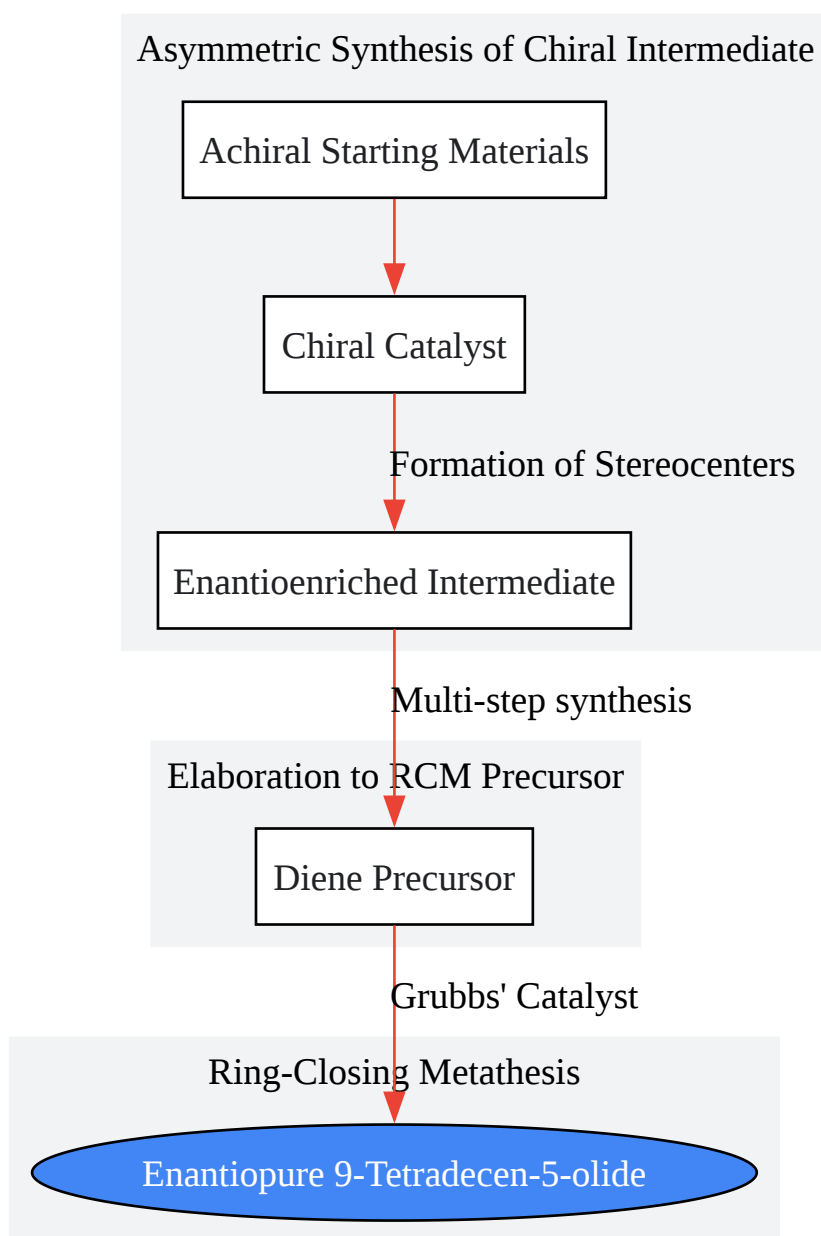 Asymmetric Synthesis of Chiral Intermediate
Achiral Starting Materials
Chiral Catalyst
Formation of Stereocenters
Enantioenriched Intermediate
Multi-step synthesis
Elaboration to RCM Precursor
Diene Precursor
Grubbs' Catalyst
Ring-Closing Metathesis
Enantiopure 9-Tetradecen-5-olide